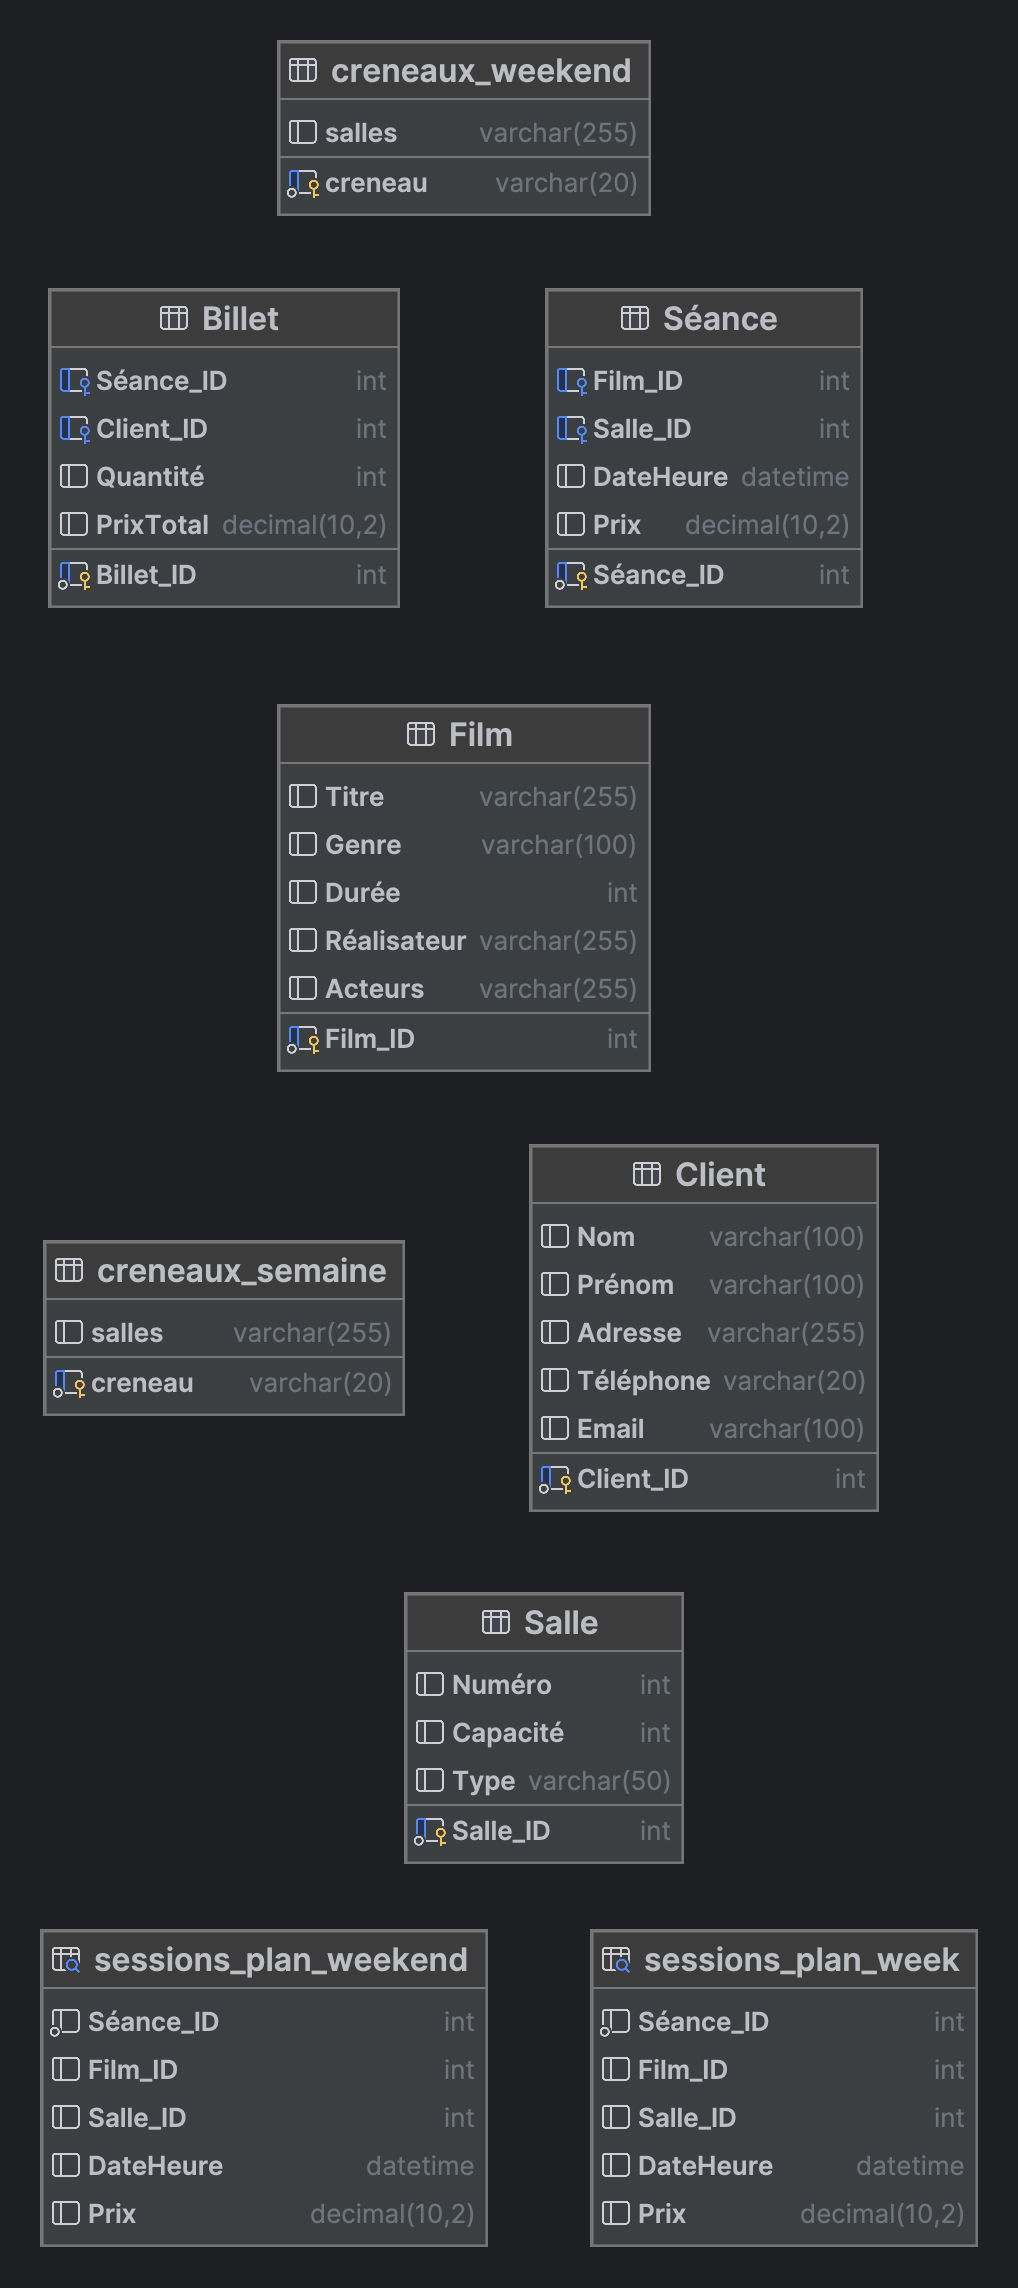 creneaux_weekend
salles varchar(255)
creneau varchar(20)
Billet
Séance_ID int
Client_ID int
Quantité int
PrixTotal decimal(10,2)
Billet_ID int
Séance
Film_ID int
Salle_ID int
DateHeure datetime
Prix decimal(10,2)
Séance_ID int
Film
Titre varchar(255)
Genre varchar(100)
Durée int
Réalisateur varchar(255)
Acteurs varchar(255)
Film_ID int
Client
Nom varchar(100)
Prénom varchar(100)
Adresse varchar(255)
Téléphone varchar(20)
Email varchar(100)
Client_ID int
creneaux_semaine
salles varchar(255)
creneau varchar(20)
Salle
Numéro int
Capacité int
Type varchar(50)
Salle_ID int
sessions_plan_weekend
Séance_ID int
Film_ID int
Salle_ID int
DateHeure datetime
Prix decimal(10,2)
sessions_plan_week
Séance_ID int
Film_ID int
Salle_ID int
DateHeure datetime
Prix decimal(10,2)